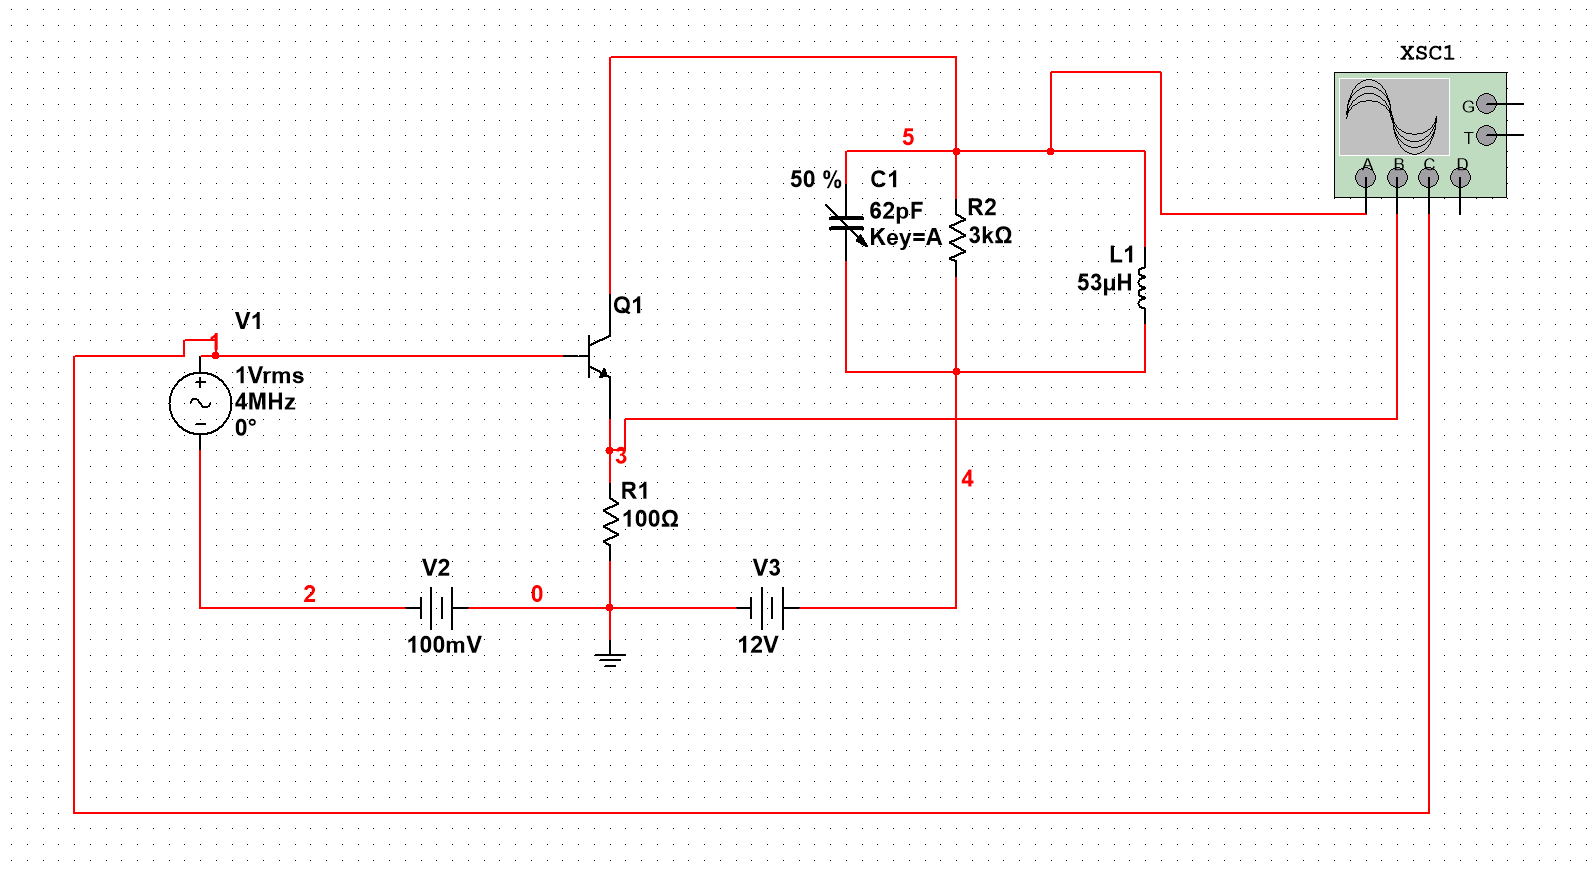 XSC1
G
T
A B C D
5
50 %
C1
62pF
Key=A
R2
3kΩ
L1
53µH
Q1
V1
1
1Vrms
4MHz
0°
3
4
R1
100Ω
V2
2
0
100mV
V3
12V